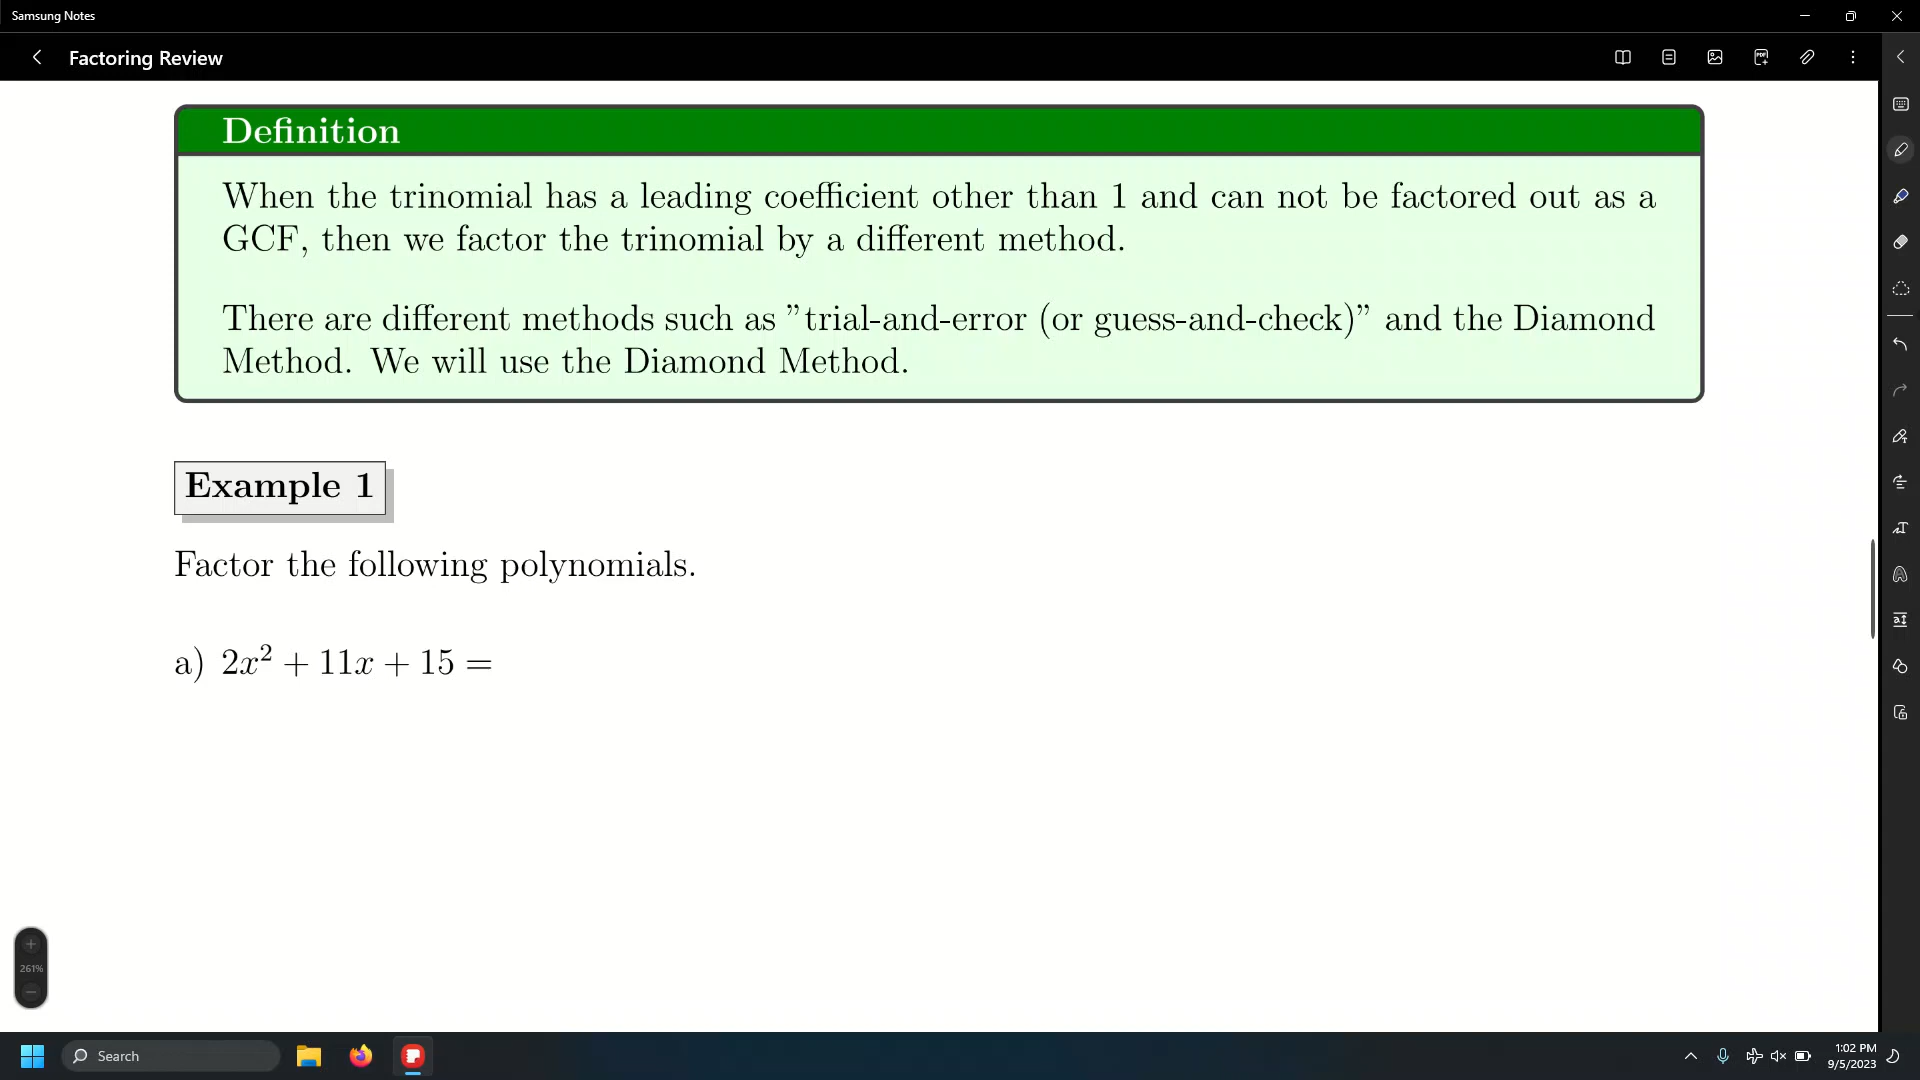 Samsung Notes
Factoring Review
Definition
When the trinomial has a leading coefficient other than 1 and can not be factored out as a
GCF, then we factor the trinomial by a different method.
There are different methods such as ”trial-and-error (or guess-and-check)” and the Diamond
Method. We will use the Diamond Method.
Example 1
Factor the following polynomials.
a) 2x² + 11x + 15 =
261%
Search
1:02 PM
9/5/2023